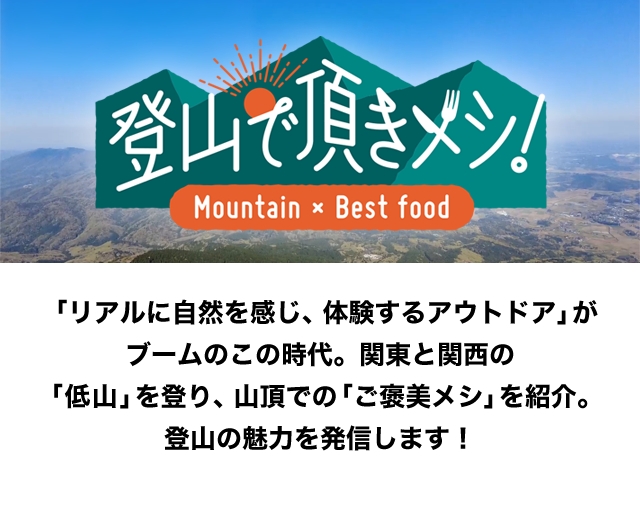 登山で頂きメシ!
Mountain × Best food
「リアルに自然を感じ、体験するアウトドア」が
ブームのこの時代。関東と関西の
「低山」を登り、山頂での「ご褒美メシ」を紹介。
登山の魅力を発信します！